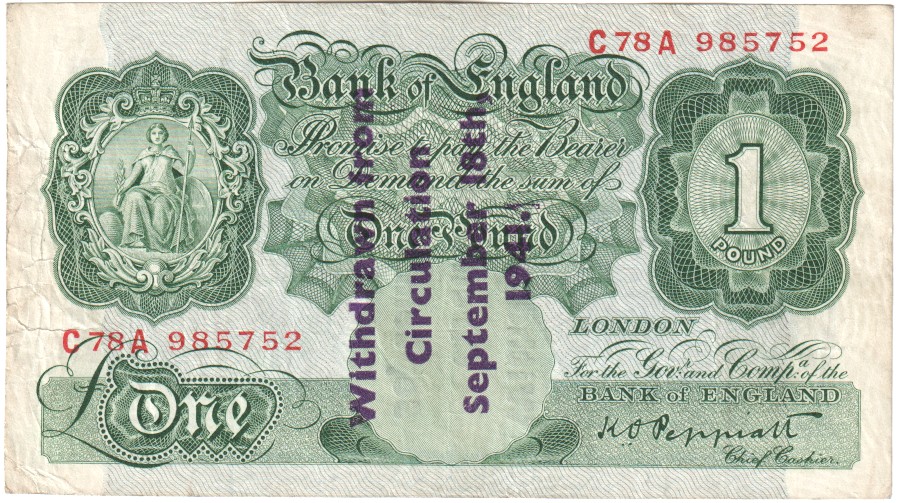 C78A 985752
Bank of England
Promise to pay the Bearer
on Demand the sum of
One Pound
1
POUND
C78A 985752
LONDON
For the Govr. and Compa. of the
BANK of ENGLAND
£One
K O Peppiatt
Chief Cashier.
Withdrawn from
Circulation
September 18th,
1941.